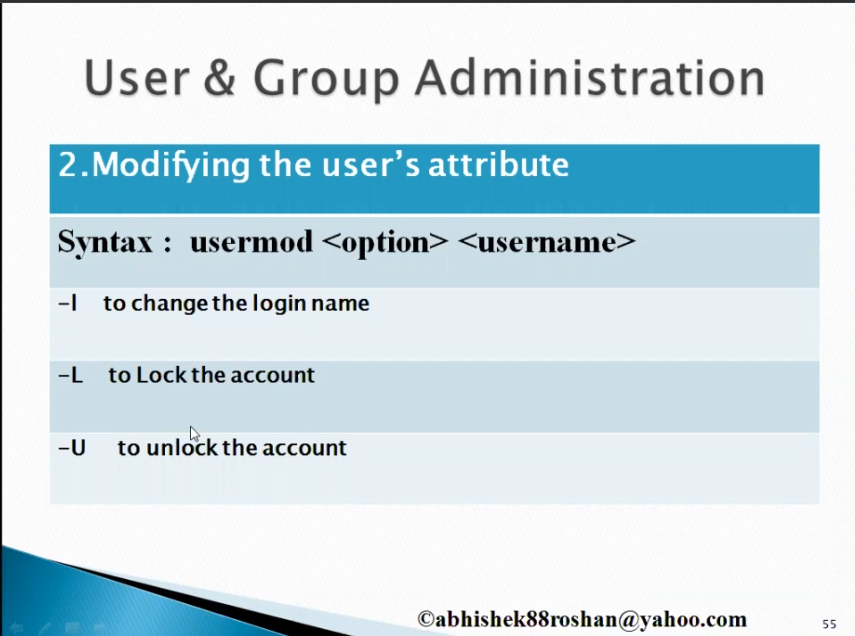 User & Group Administration
2.Modifying the user's attribute
Syntax : usermod <option> <username>
-l to change the login name
-L to Lock the account
-U to unlock the account
©abhishek88roshan@yahoo.com
55